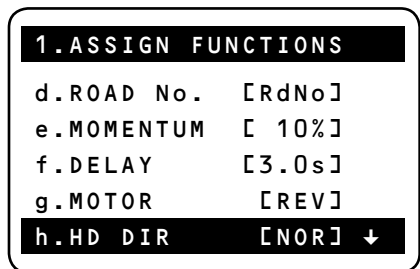 1.ASSIGN FUNCTIONS
d.ROAD No. [RdNo]
e.MOMENTUM [ 10%]
f.DELAY [3.0s]
g.MOTOR [REV]
h.HD DIR [NOR] ↓